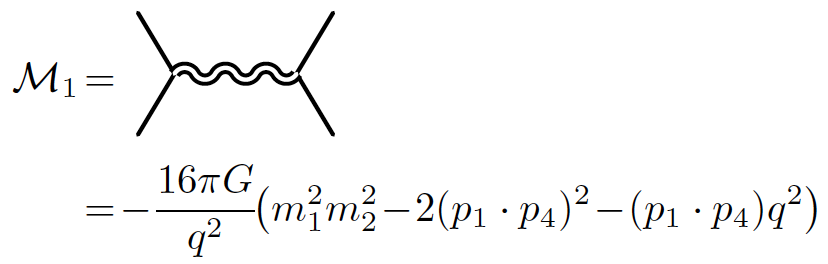 ℳ₁ =
= −16πG/q² (m₁²m₂² − 2(p₁ · p₄)² − (p₁ · p₄)q²)